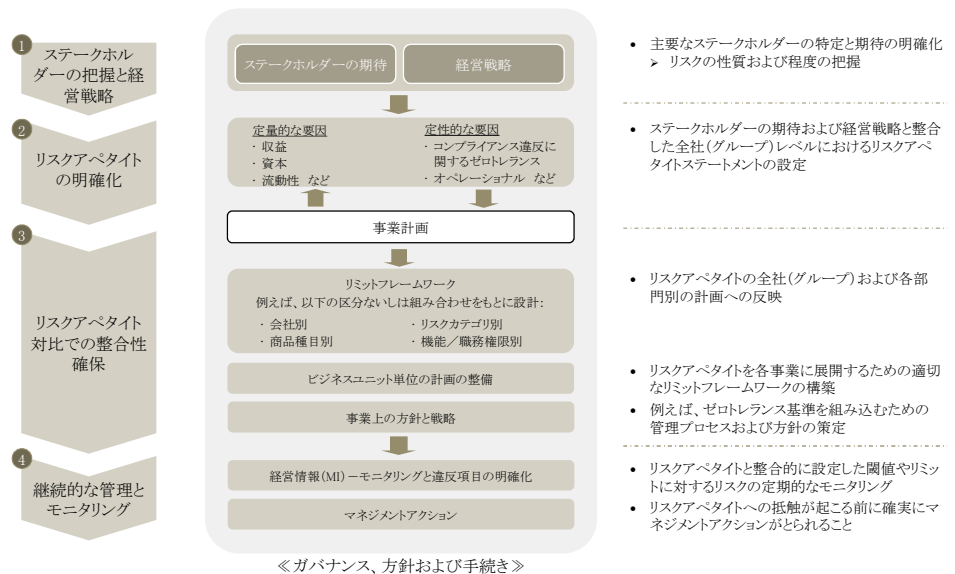 1
ステークホル
ダーの把握と経
営戦略
2
リスクアペタイト
の明確化
3
リスクアペタイト
対比での整合性
確保
4
継続的な管理と
モニタリング
ステークホルダーの期待
経営戦略
定量的な要因
・収益
・資本
・流動性 など
定性的な要因
・コンプライアンス違反に
関するゼロトレランス
・オペレーショナル など
事業計画
リミットフレームワーク
例えば、以下の区分ないしは組み合わせをもとに設計：
・会社別
・リスクカテゴリ別
・商品種目別
・機能／職務権限別
ビジネスユニット単位の計画の整備
事業上の方針と戦略
経営情報（MI）－モニタリングと違反項目の明確化
マネジメントアクション
≪ガバナンス、方針および手続き≫
• 主要なステークホルダーの特定と期待の明確化
➢ リスクの性質および程度の把握
• ステークホルダーの期待および経営戦略と整合
した全社（グループ）レベルにおけるリスクアペ
タイトステートメントの設定
• リスクアペタイトの全社（グループ）および各部
門別の計画への反映
• リスクアペタイトを各事業に展開するための適切
なリミットフレームワークの構築
• 例えば、ゼロトレランス基準を組み込むための
管理プロセスおよび方針の策定
• リスクアペタイトと整合的に設定した閾値やリミッ
トに対するリスクの定期的なモニタリング
• リスクアペタイトへの抵触が起こる前に確実にマ
ネジメントアクションがとられること